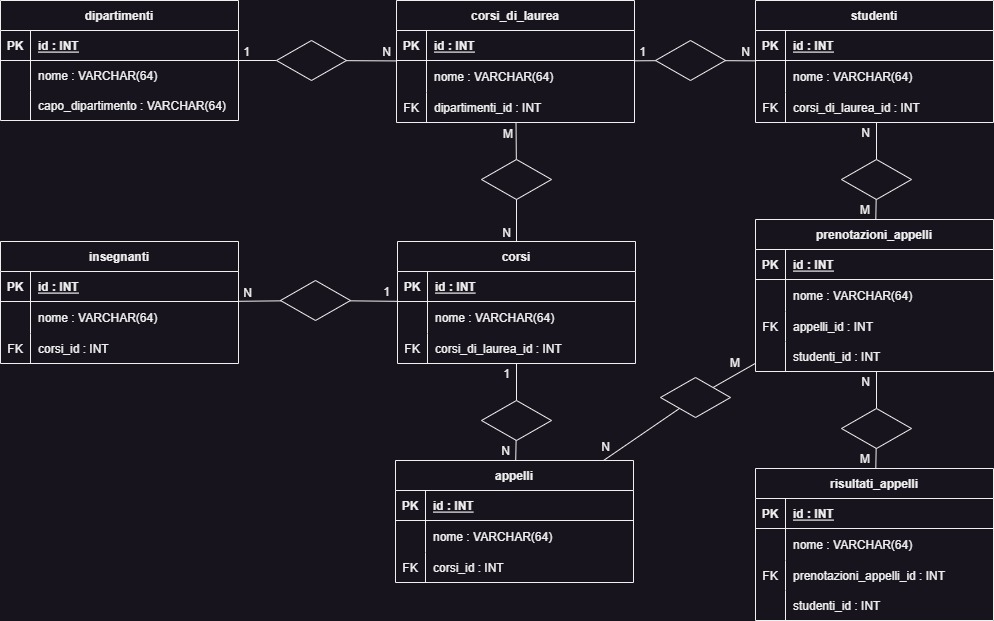 dipartimenti
PK id : INT
nome : VARCHAR(64)
capo_dipartimento : VARCHAR(64)
1
N
corsi_di_laurea
PK id : INT
nome : VARCHAR(64)
FK dipartimenti_id : INT
1
N
studenti
PK id : INT
nome : VARCHAR(64)
FK corsi_di_laurea_id : INT
M
N
N
M
insegnanti
PK id : INT
nome : VARCHAR(64)
FK corsi_id : INT
N
1
corsi
PK id : INT
nome : VARCHAR(64)
FK corsi_di_laurea_id : INT
prenotazioni_appelli
PK id : INT
nome : VARCHAR(64)
FK appelli_id : INT
studenti_id : INT
1
N
M
N
N
M
appelli
PK id : INT
nome : VARCHAR(64)
FK corsi_id : INT
risultati_appelli
PK id : INT
nome : VARCHAR(64)
FK prenotazioni_appelli_id : INT
studenti_id : INT